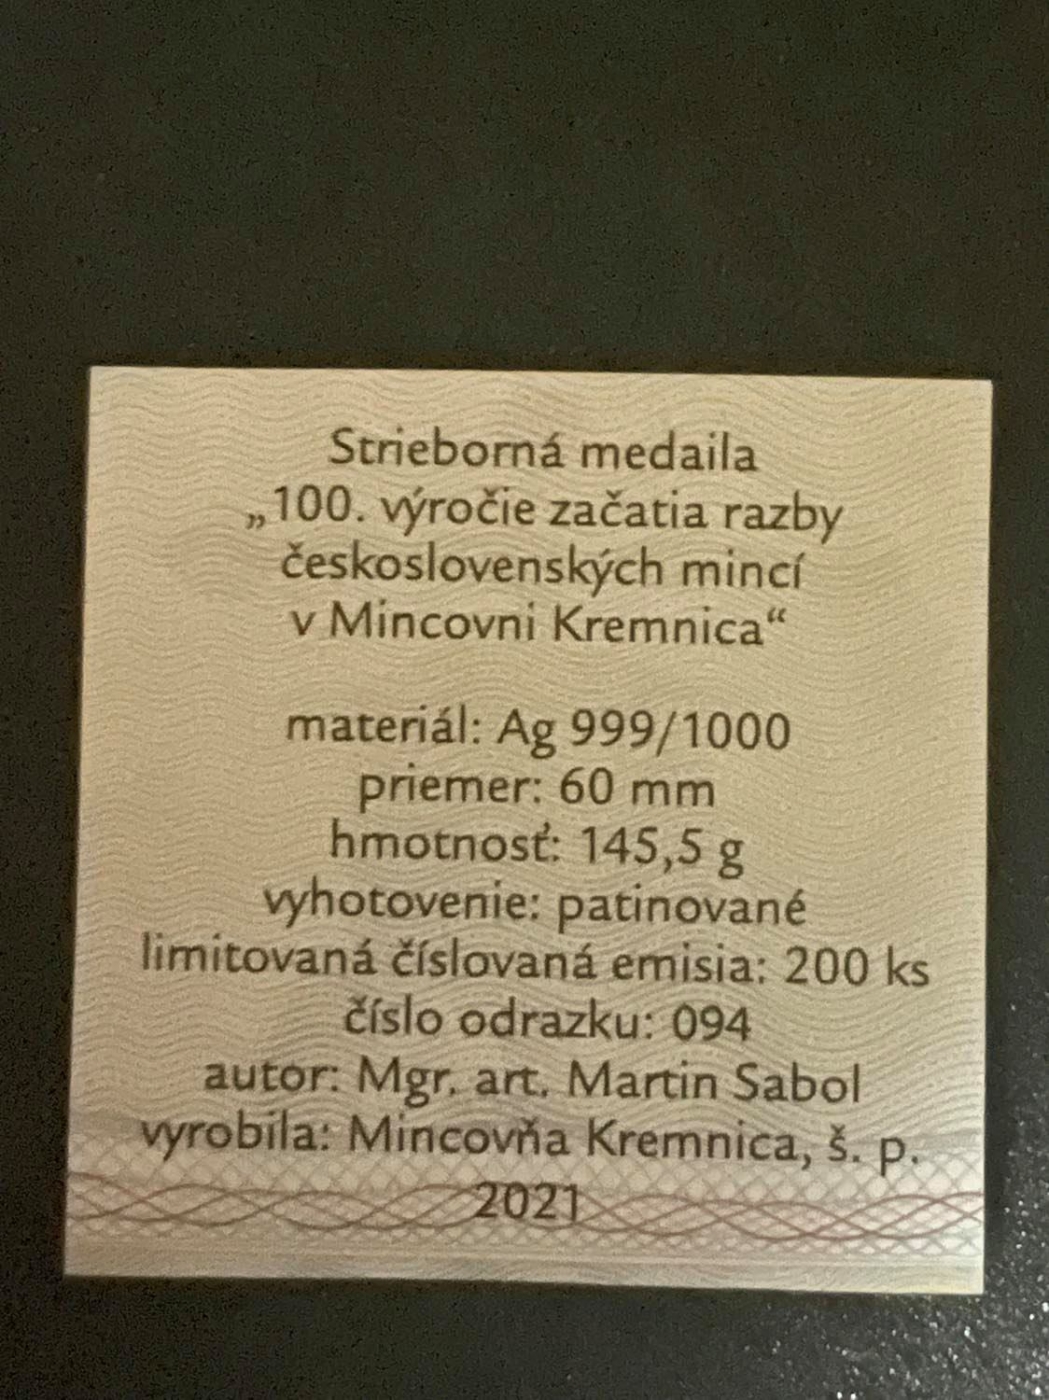 Strieborná medaila
„100. výročie začatia razby
československých mincí
v Mincovni Kremnica“
materiál: Ag 999/1000
priemer: 60 mm
hmotnosť: 145,5 g
vyhotovenie: patinované
limitovaná číslovaná emisia: 200 ks
číslo odrazku: 094
autor: Mgr. art. Martin Sabol
vyrobila: Mincovňa Kremnica, š. p.
2021